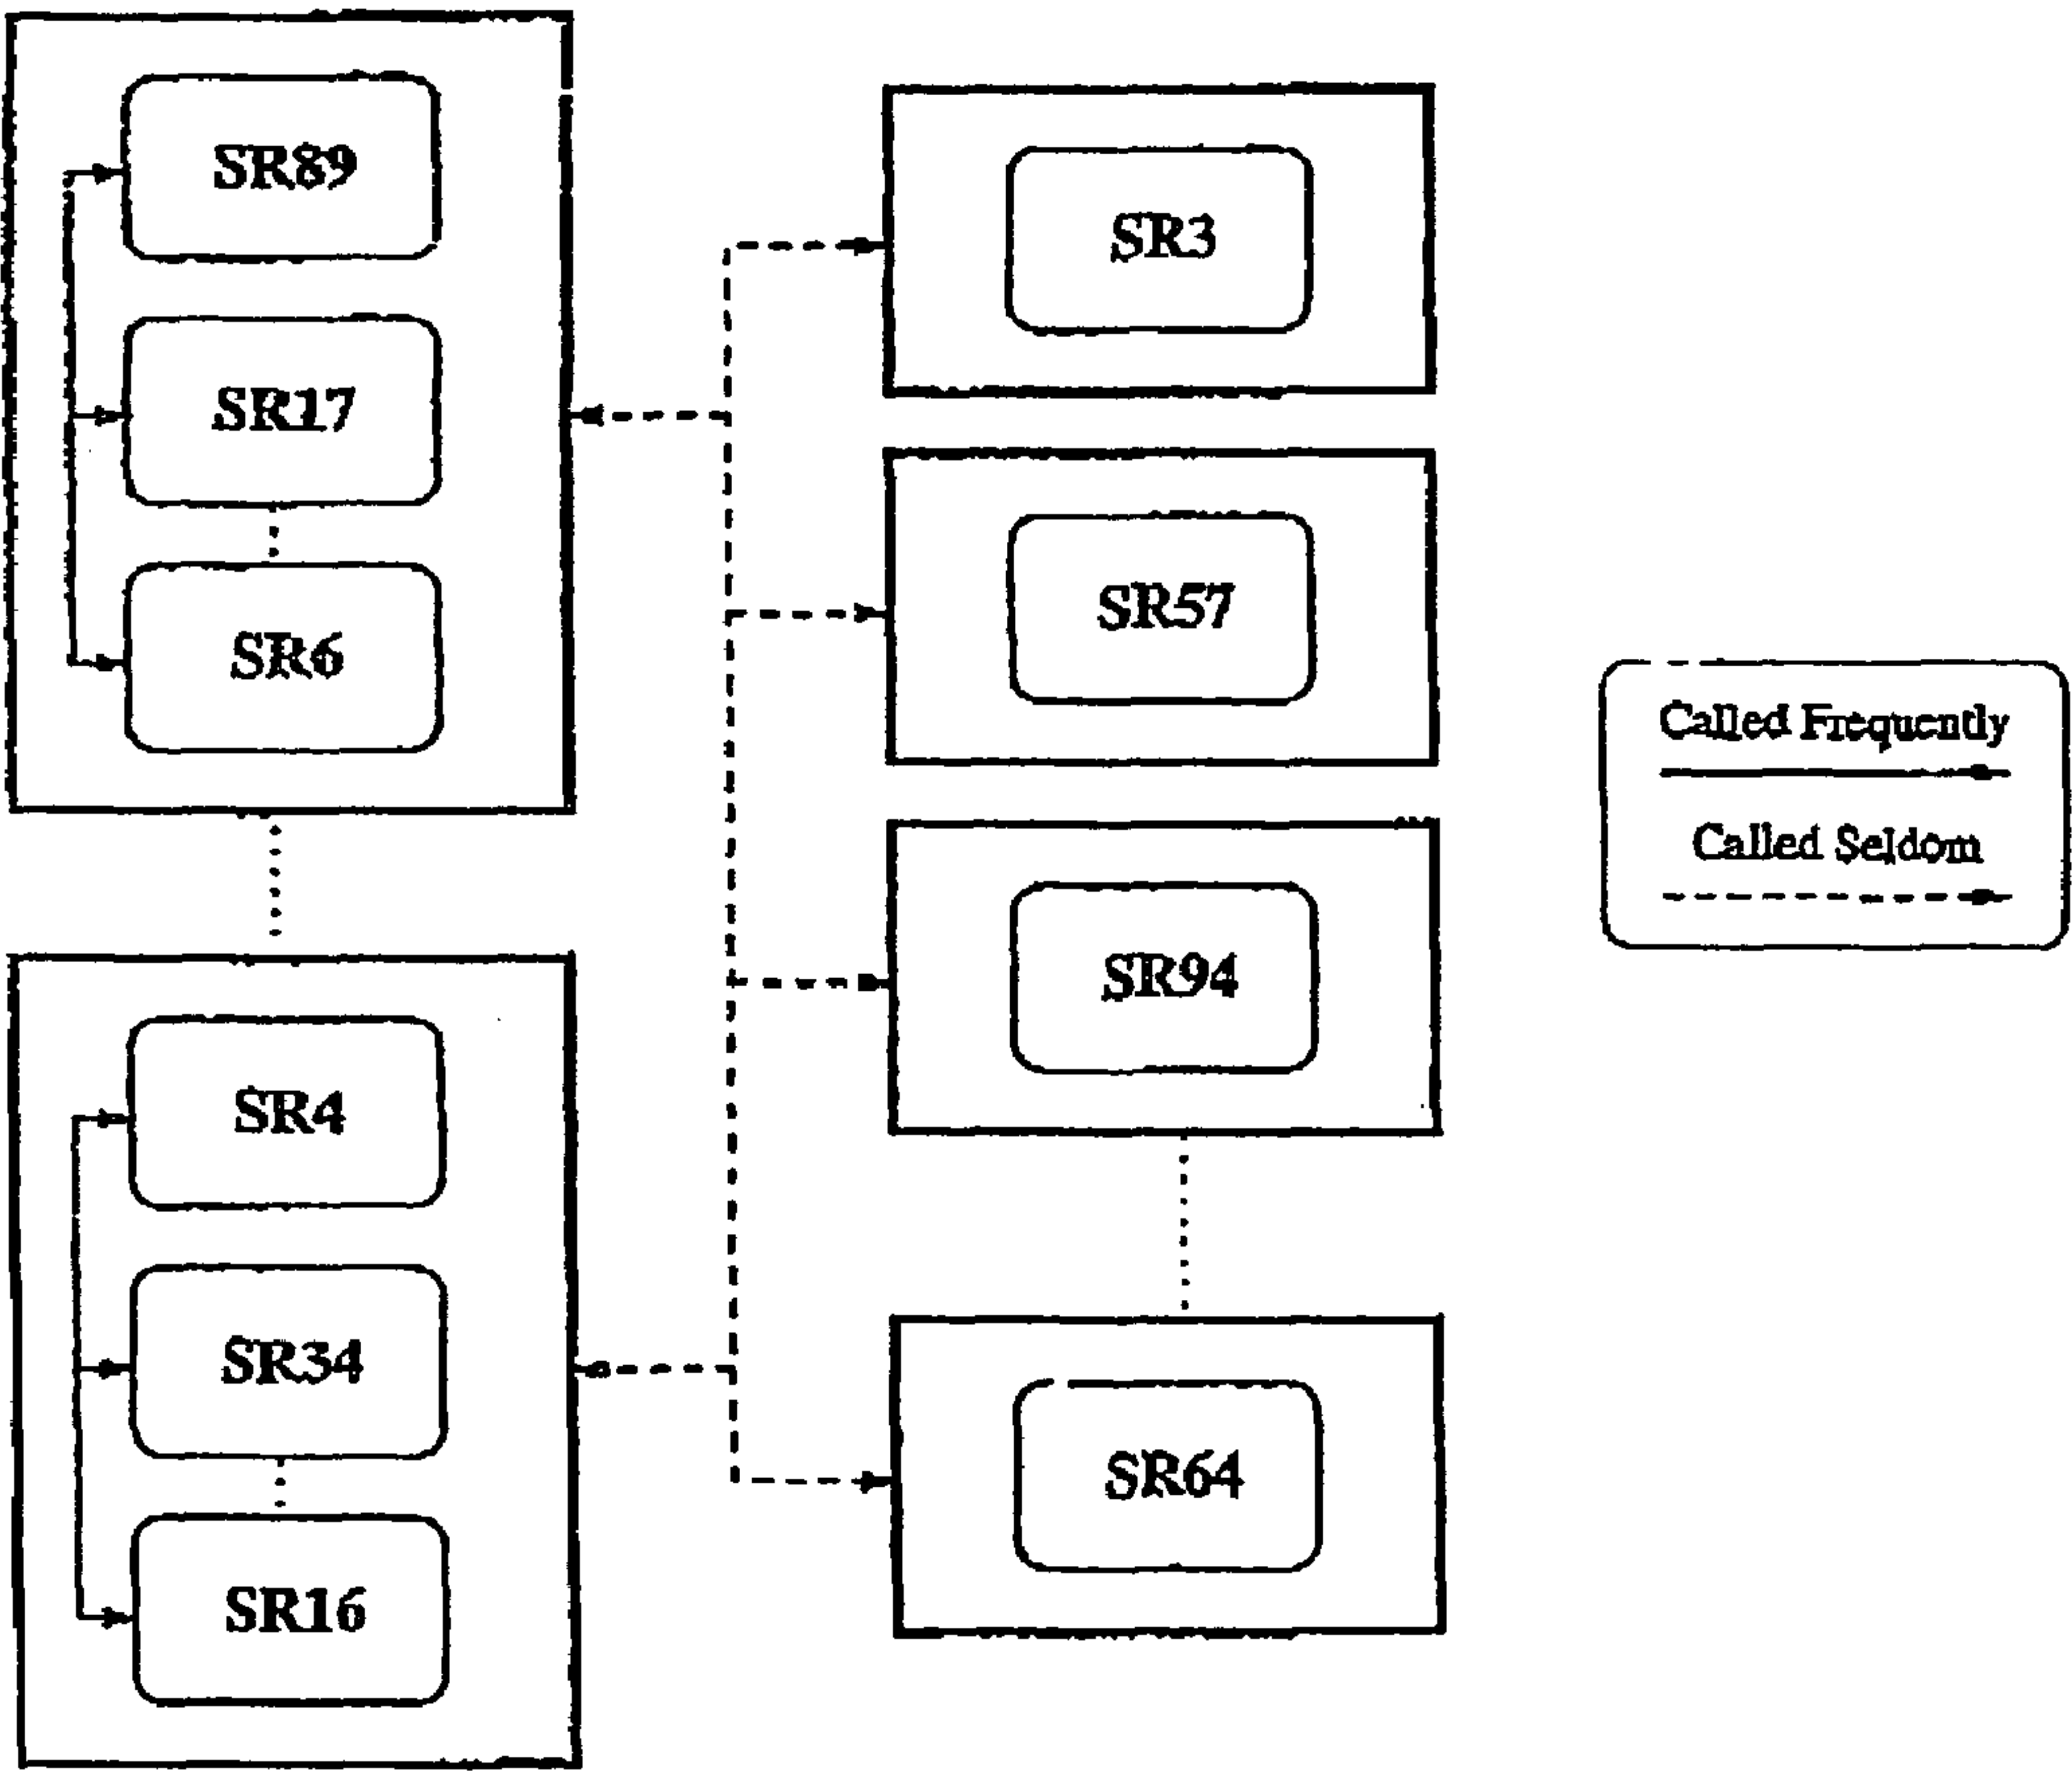 SR89
SR17
SR6
SR4
SR34
SR16
SR3
SR57
SR94
SR64
Called Frequently
Called Seldom